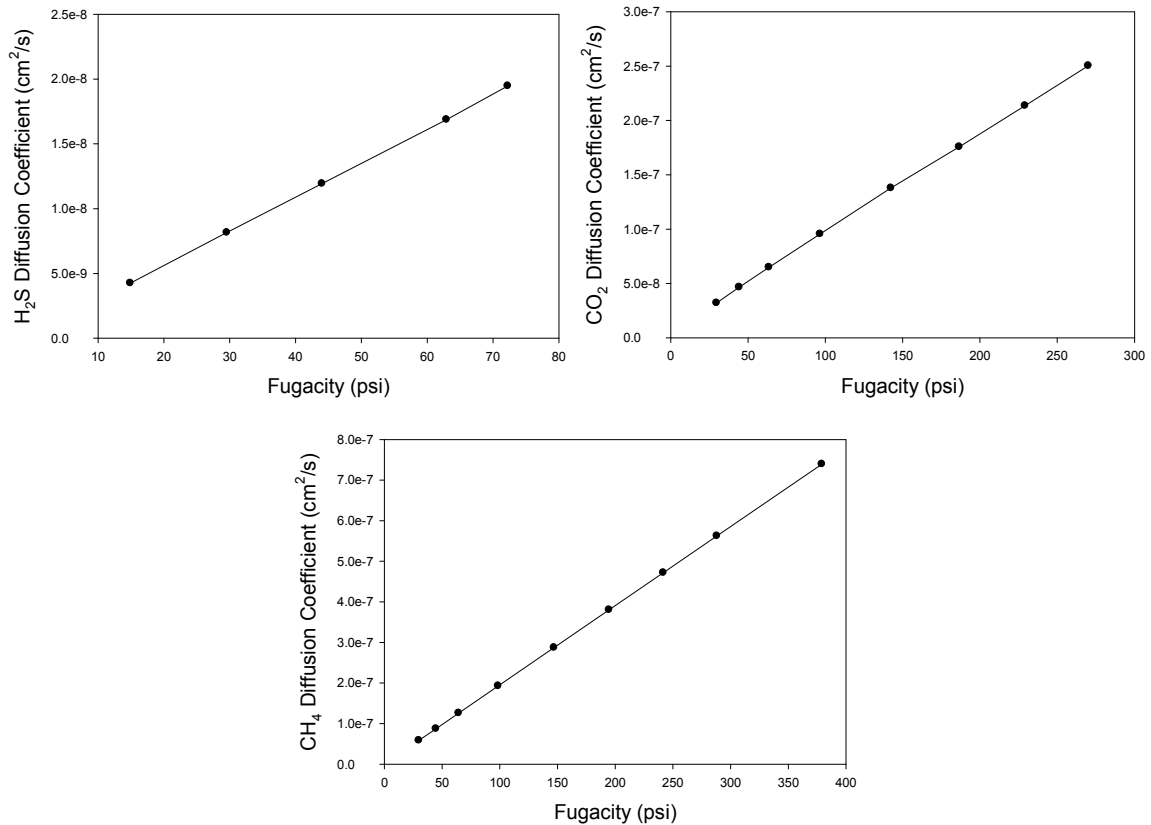 H2S Diffusion Coefficient (cm²/s)
2.5e-8
2.0e-8
1.5e-8
1.0e-8
5.0e-9
0.0
10 20 30 40 50 60 70 80
Fugacity (psi)
CO2 Diffusion Coefficient (cm²/s)
3.0e-7
2.5e-7
2.0e-7
1.5e-7
1.0e-7
5.0e-8
0.0
0 50 100 150 200 250 300
Fugacity (psi)
CH4 Diffusion Coefficient (cm²/s)
8.0e-7
7.0e-7
6.0e-7
5.0e-7
4.0e-7
3.0e-7
2.0e-7
1.0e-7
0.0
0 50 100 150 200 250 300 350 400
Fugacity (psi)